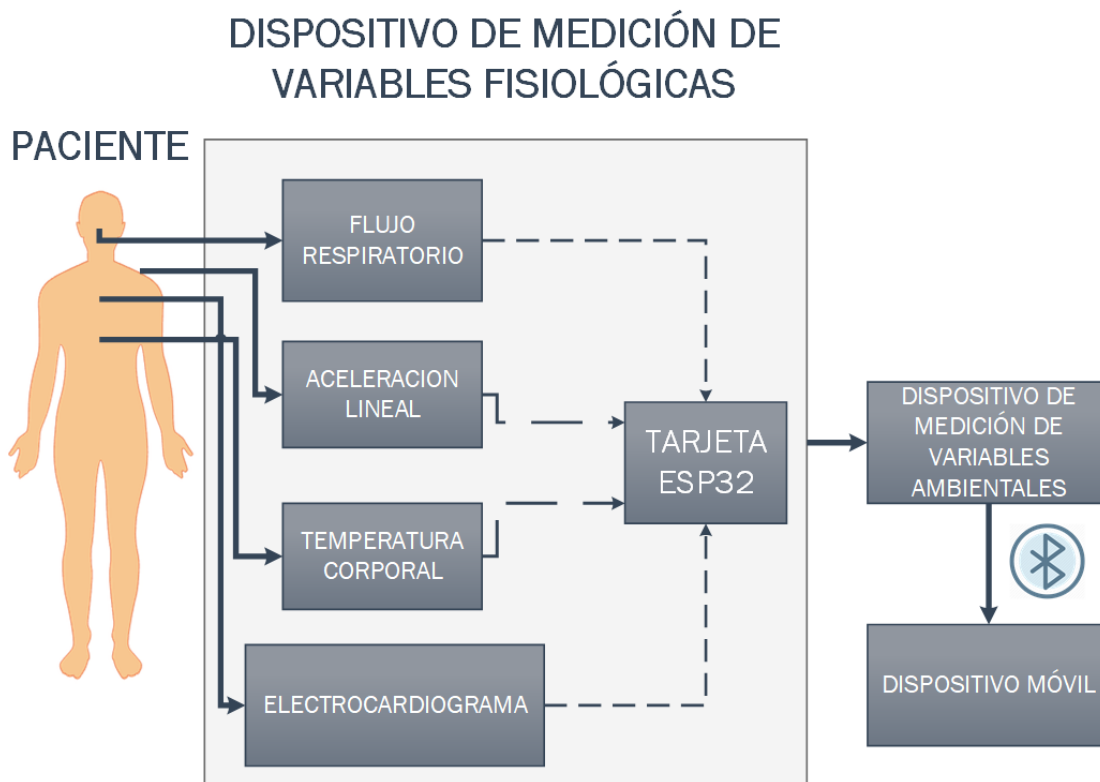 DISPOSITIVO DE MEDICIÓN DE
VARIABLES FISIOLÓGICAS
PACIENTE
FLUJO
RESPIRATORIO
ACELERACION
LINEAL
TEMPERATURA
CORPORAL
ELECTROCARDIOGRAMA
TARJETA
ESP32
DISPOSITIVO DE
MEDICIÓN DE
VARIABLES
AMBIENTALES
DISPOSITIVO MÓVIL